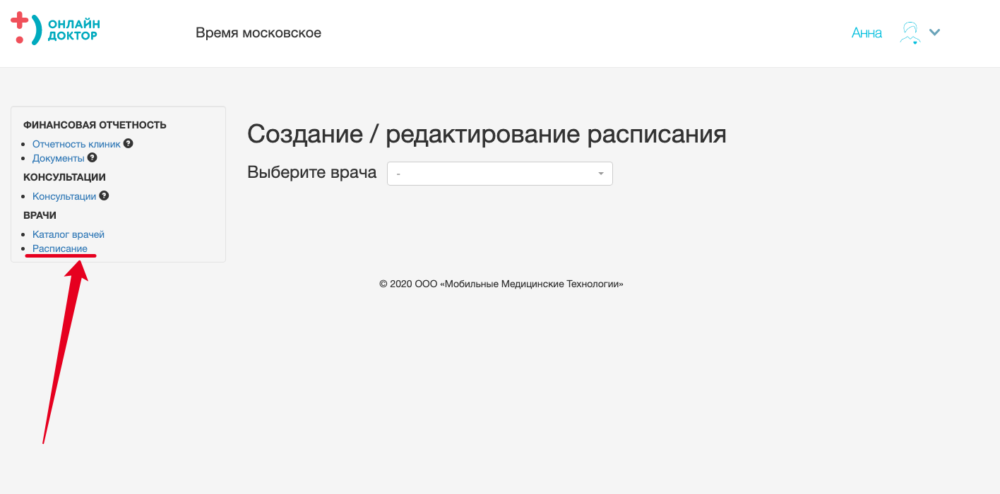 ОНЛАЙН
ДОКТОР
Время московское
Анна
ФИНАНСОВАЯ ОТЧЕТНОСТЬ
Отчетность клиник ?
Документы ?
КОНСУЛЬТАЦИИ
Консультации ?
ВРАЧИ
Каталог врачей
Расписание
Создание / редактирование расписания
Выберите врача -
© 2020 ООО «Мобильные Медицинские Технологии»